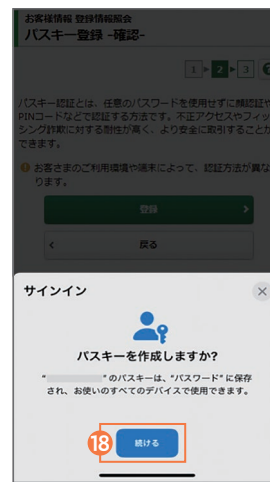 お客様情報 登録情報照会
パスキー登録 -確認-
1 2 3
パスキー認証とは、任意のパスワードを使用せずに顔認証や
PINコードなどで認証する方法です。不正アクセスやフィッ
シング詐欺に対する耐性が高く、より安全に取引することが
できます。
お客さまのご利用環境や端末によって、認証方法が異な
ります。
登録
戻る
サインイン
パスキーを作成しますか?
“ ” のパスキーは、“パスワード” に保存
され、お使いのすべてのデバイスで使用できます。
18 続ける